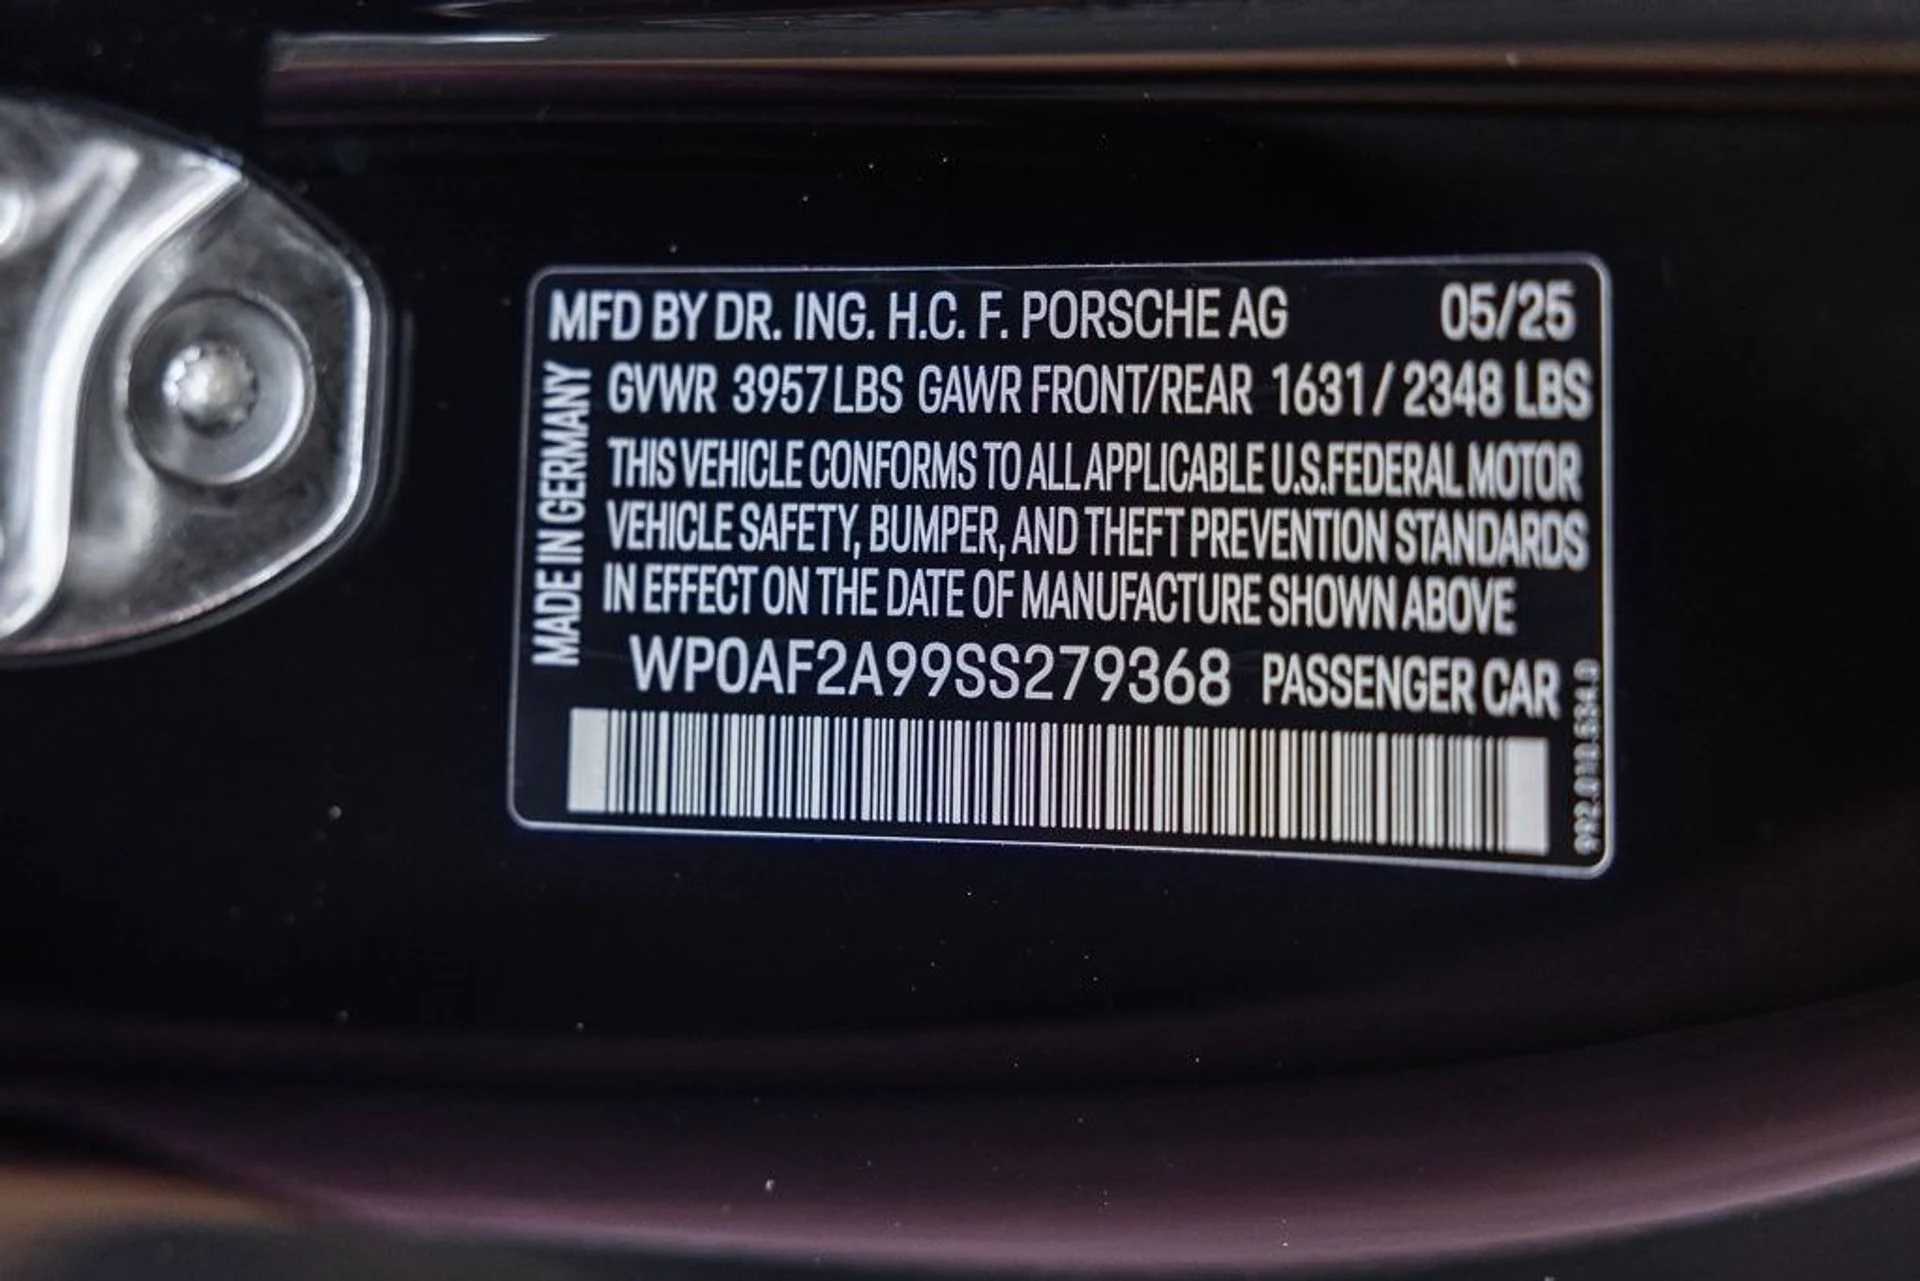 MFD BY DR. ING. H.C. F. PORSCHE AG 05/25
GVWR 3957 LBS GAWR FRONT/REAR 1631 / 2348 LBS
THIS VEHICLE CONFORMS TO ALL APPLICABLE U.S.FEDERAL MOTOR
VEHICLE SAFETY, BUMPER, AND THEFT PREVENTION STANDARDS
IN EFFECT ON THE DATE OF MANUFACTURE SHOWN ABOVE
MADE IN GERMANY
WP0AF2A99SS279368 PASSENGER CAR